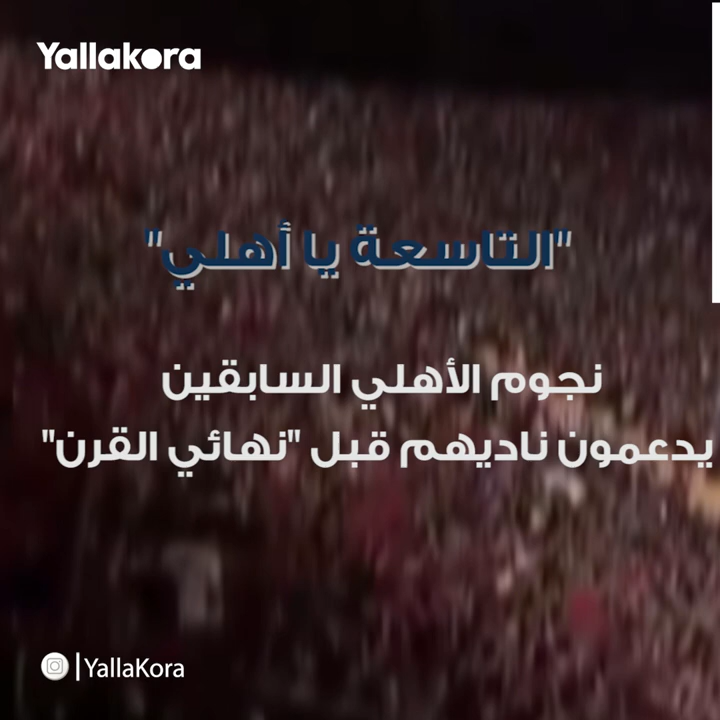 Yallakora
"التاسعة يا أهلي"
نجوم الأهلي السابقين
يدعمون ناديهم قبل "نهائي القرن"
|YallaKora